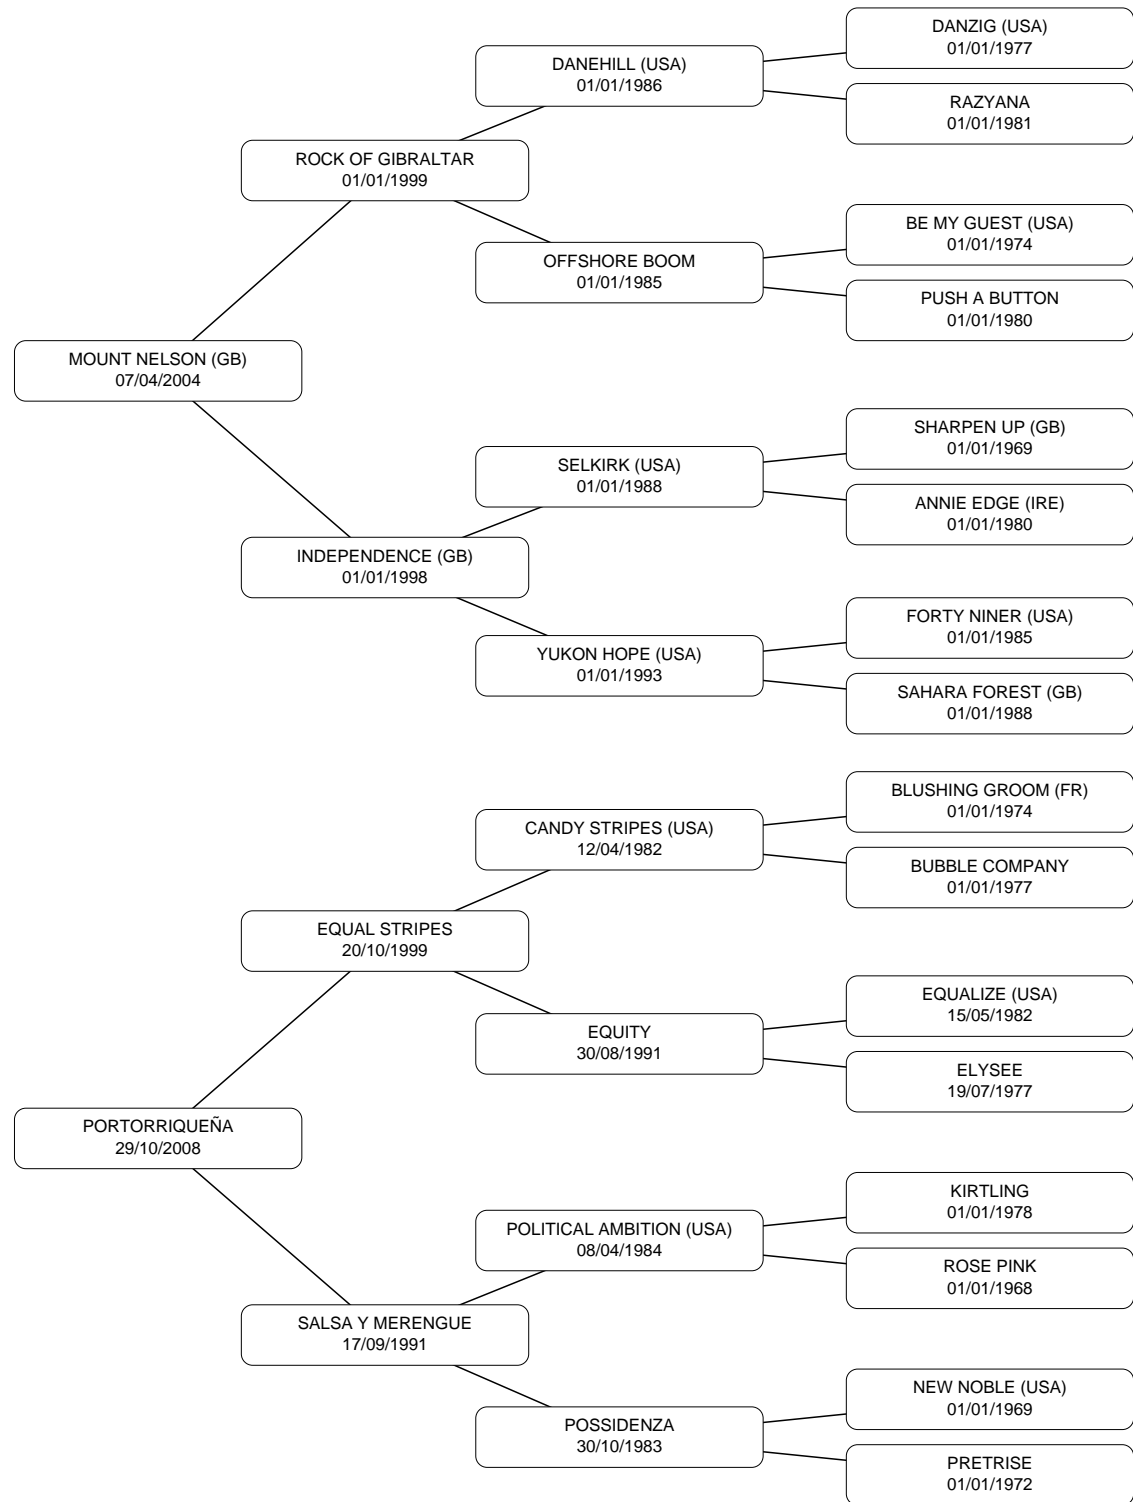 DANZIG (USA)
01/01/1977
DANEHILL (USA)
01/01/1986
RAZYANA
01/01/1981
ROCK OF GIBRALTAR
01/01/1999
BE MY GUEST (USA)
01/01/1974
OFFSHORE BOOM
01/01/1985
PUSH A BUTTON
01/01/1980
MOUNT NELSON (GB)
07/04/2004
SHARPEN UP (GB)
01/01/1969
SELKIRK (USA)
01/01/1988
ANNIE EDGE (IRE)
01/01/1980
INDEPENDENCE (GB)
01/01/1998
FORTY NINER (USA)
01/01/1985
YUKON HOPE (USA)
01/01/1993
SAHARA FOREST (GB)
01/01/1988
BLUSHING GROOM (FR)
01/01/1974
CANDY STRIPES (USA)
12/04/1982
BUBBLE COMPANY
01/01/1977
EQUAL STRIPES
20/10/1999
EQUALIZE (USA)
15/05/1982
EQUITY
30/08/1991
ELYSEE
19/07/1977
PORTORRIQUEÑA
29/10/2008
KIRTLING
01/01/1978
POLITICAL AMBITION (USA)
08/04/1984
ROSE PINK
01/01/1968
SALSA Y MERENGUE
17/09/1991
NEW NOBLE (USA)
01/01/1969
POSSIDENZA
30/10/1983
PRETRISE
01/01/1972